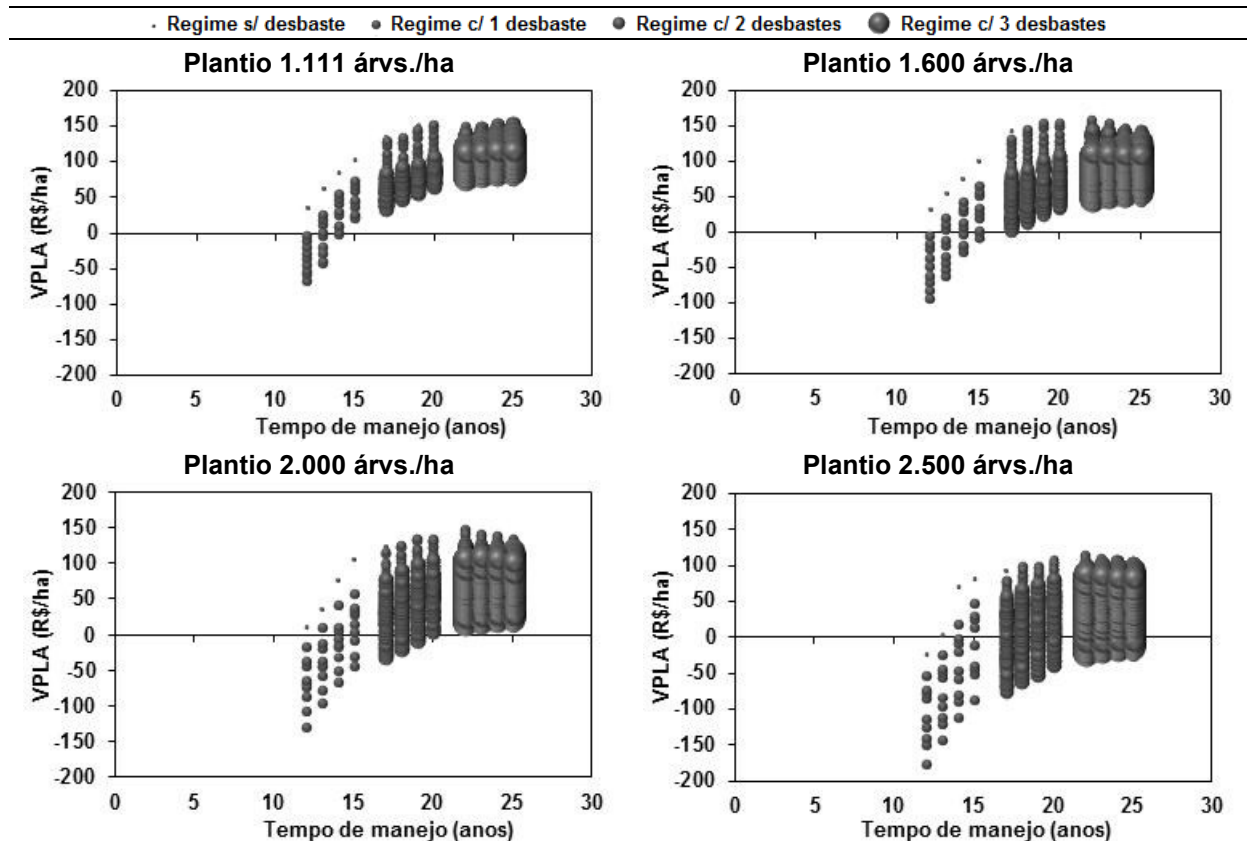 Regime s/ desbaste Regime c/ 1 desbaste Regime c/ 2 desbastes Regime c/ 3 desbastes
Plantio 1.111 árvs./ha
VPLA (R$/ha)
200
150
100
50
0
-50
-100
-150
-200
0 5 10 15 20 25 30
Tempo de manejo (anos)
Plantio 1.600 árvs./ha
VPLA (R$/ha)
200
150
100
50
0
-50
-100
-150
-200
0 5 10 15 20 25 30
Tempo de manejo (anos)
Plantio 2.000 árvs./ha
VPLA (R$/ha)
200
150
100
50
0
-50
-100
-150
-200
0 5 10 15 20 25 30
Tempo de manejo (anos)
Plantio 2.500 árvs./ha
VPLA (R$/ha)
200
150
100
50
0
-50
-100
-150
-200
0 5 10 15 20 25 30
Tempo de manejo (anos)